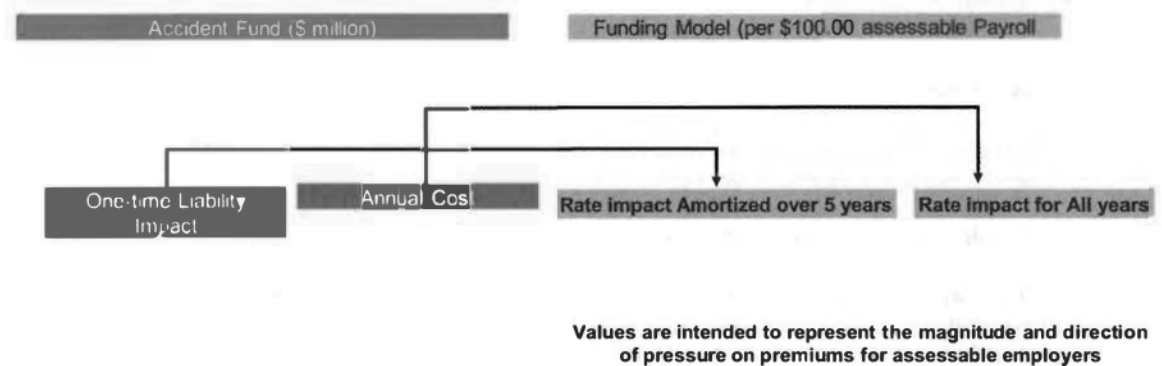 Accident Fund ($ million)
Funding Model (per $100.00 assessable Payroll
One-time Liability
Impact
Annual Cos
Rate impact Amortized over 5 years
Rate impact for All years
Values are intended to represent the magnitude and direction
of pressure on premiums for assessable employers